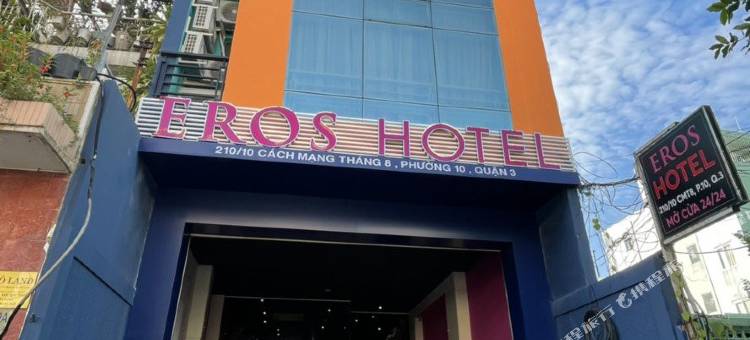 EROS HOTEL
210/10 CÁCH MẠNG THÁNG 8 , PHƯỜNG 10 , QUẬN 3
EROS
HOTEL
210/10 CMT8, P.10, Q.3
MỞ CỬA 24/24